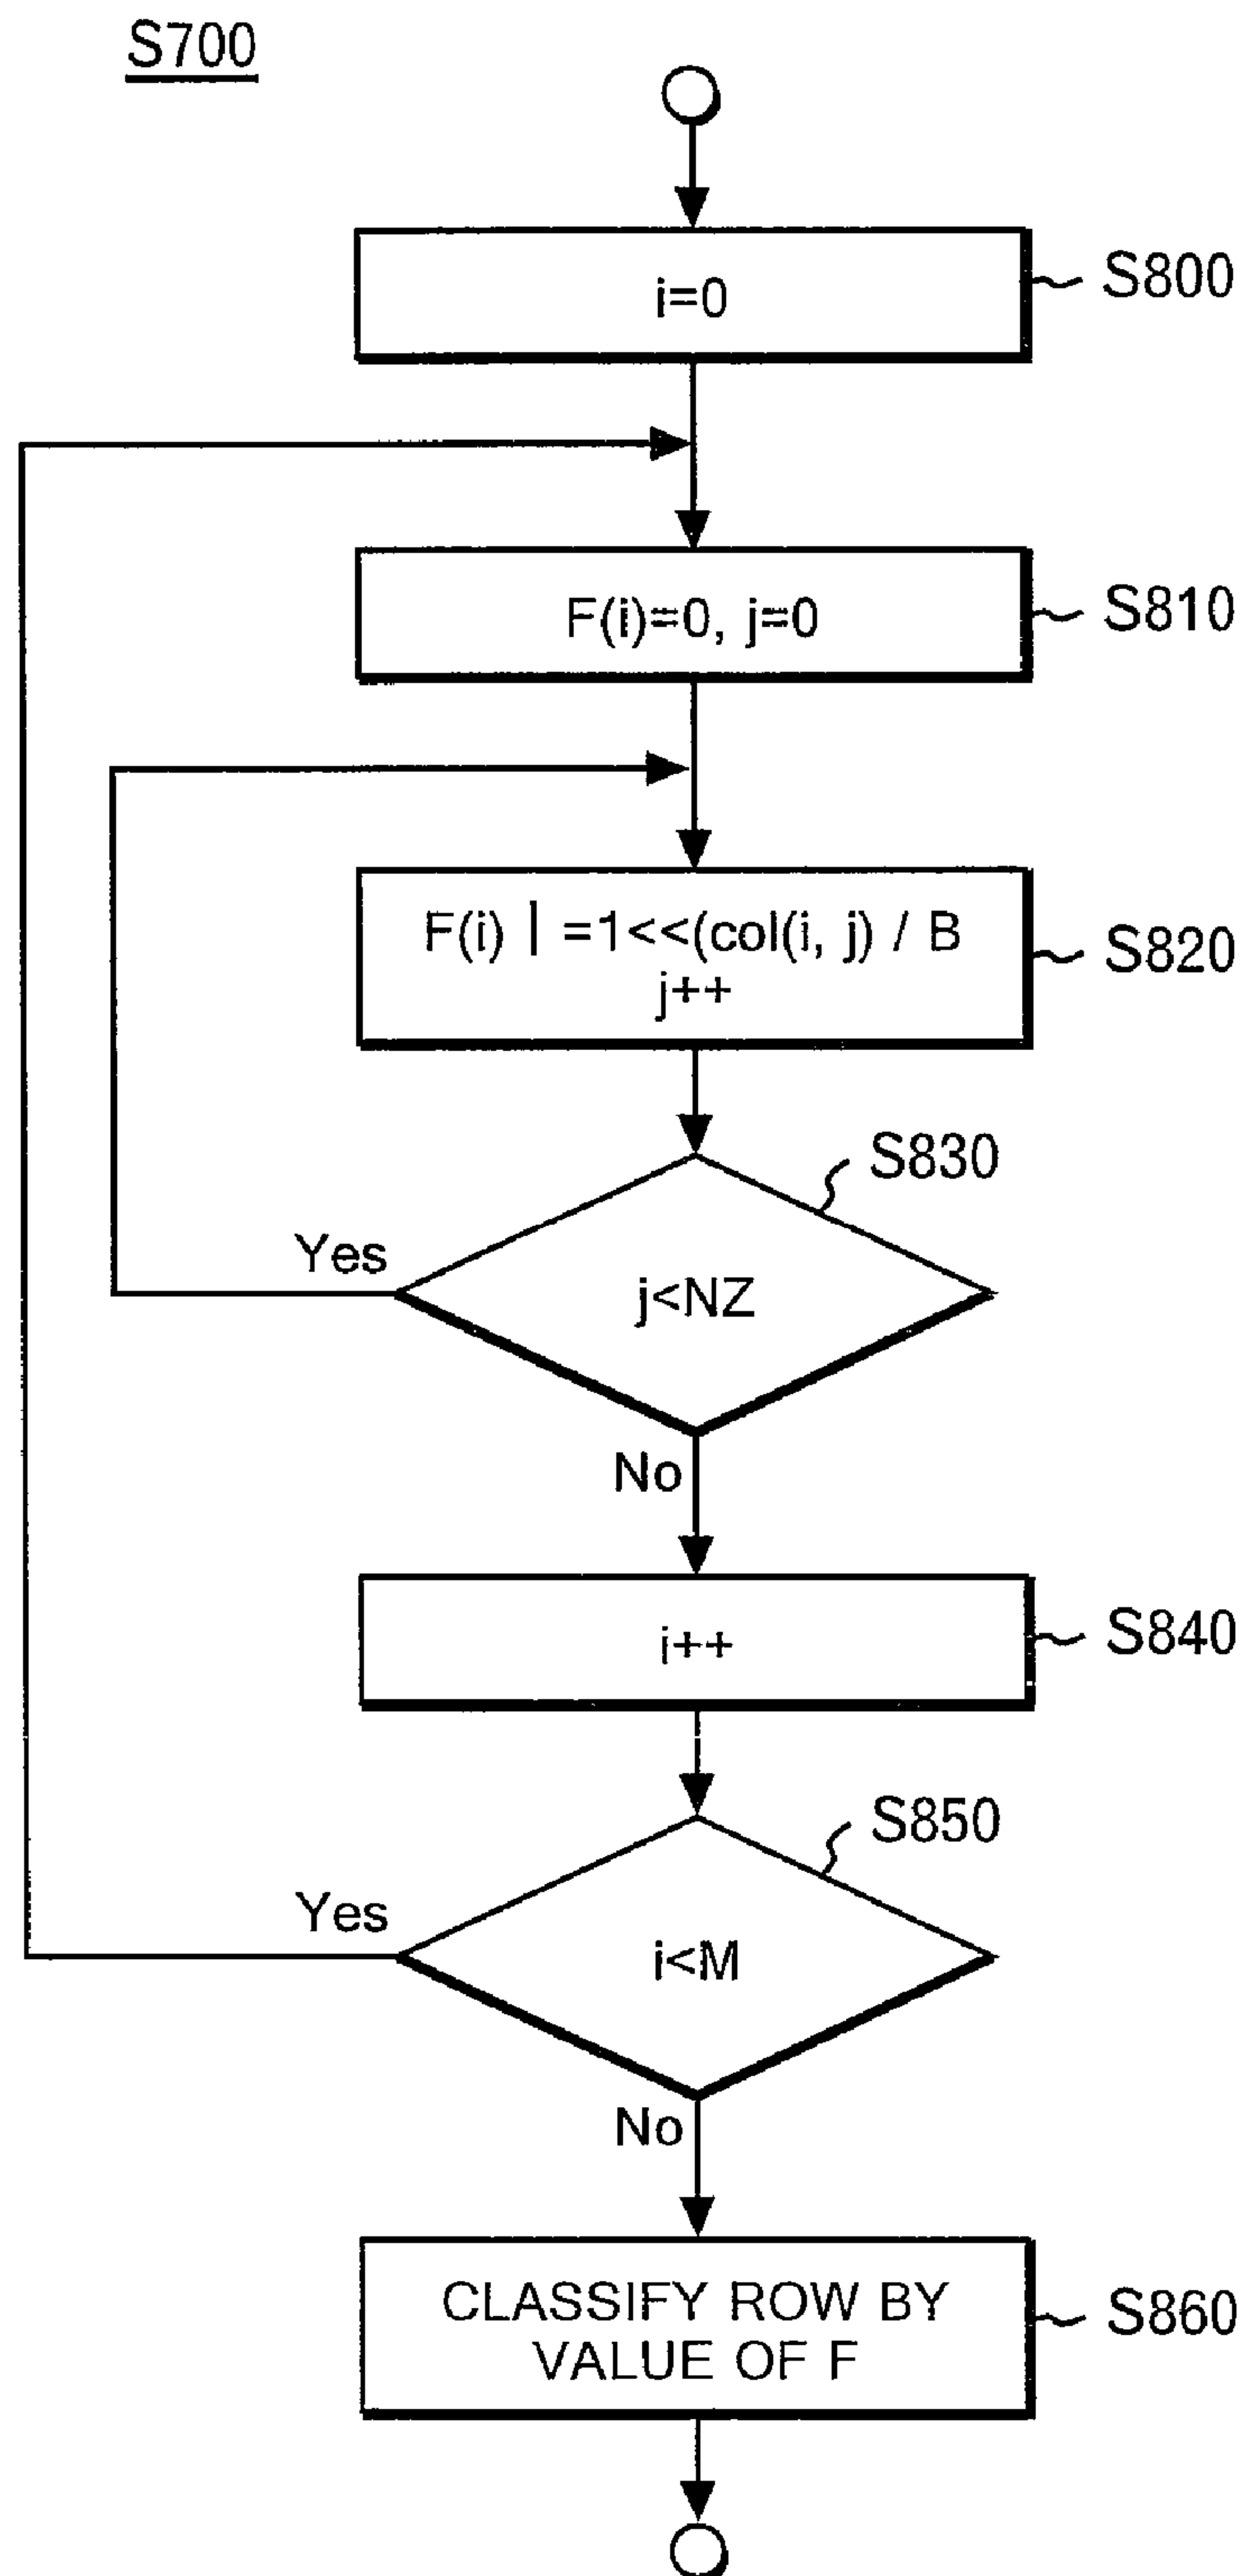 S700
i=0
S800
F(i)=0, j=0
S810
F(i) | =1<<(col(i, j) / B
j++
S820
S830
Yes
j<NZ
No
i++
S840
S850
Yes
i<M
No
CLASSIFY ROW BY
VALUE OF F
S860